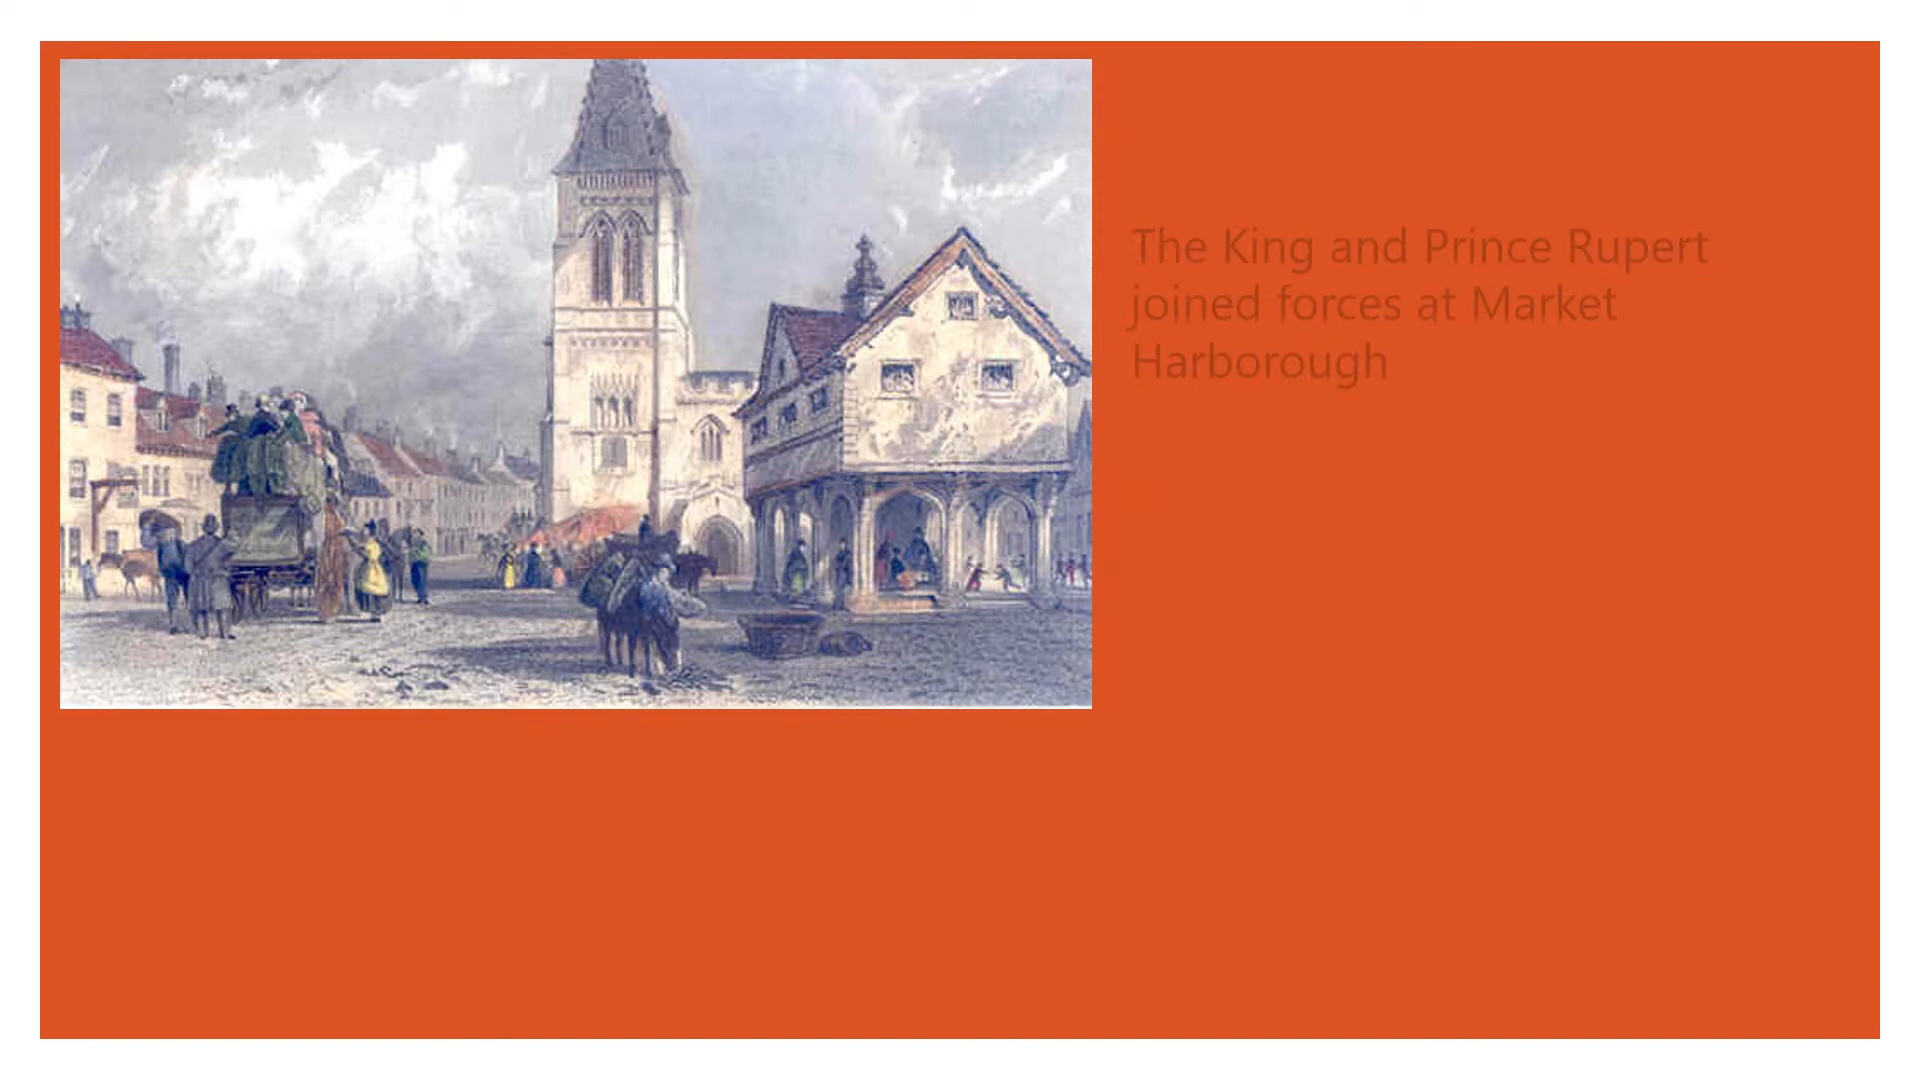 The King and Prince Rupert
joined forces at Market
Harborough